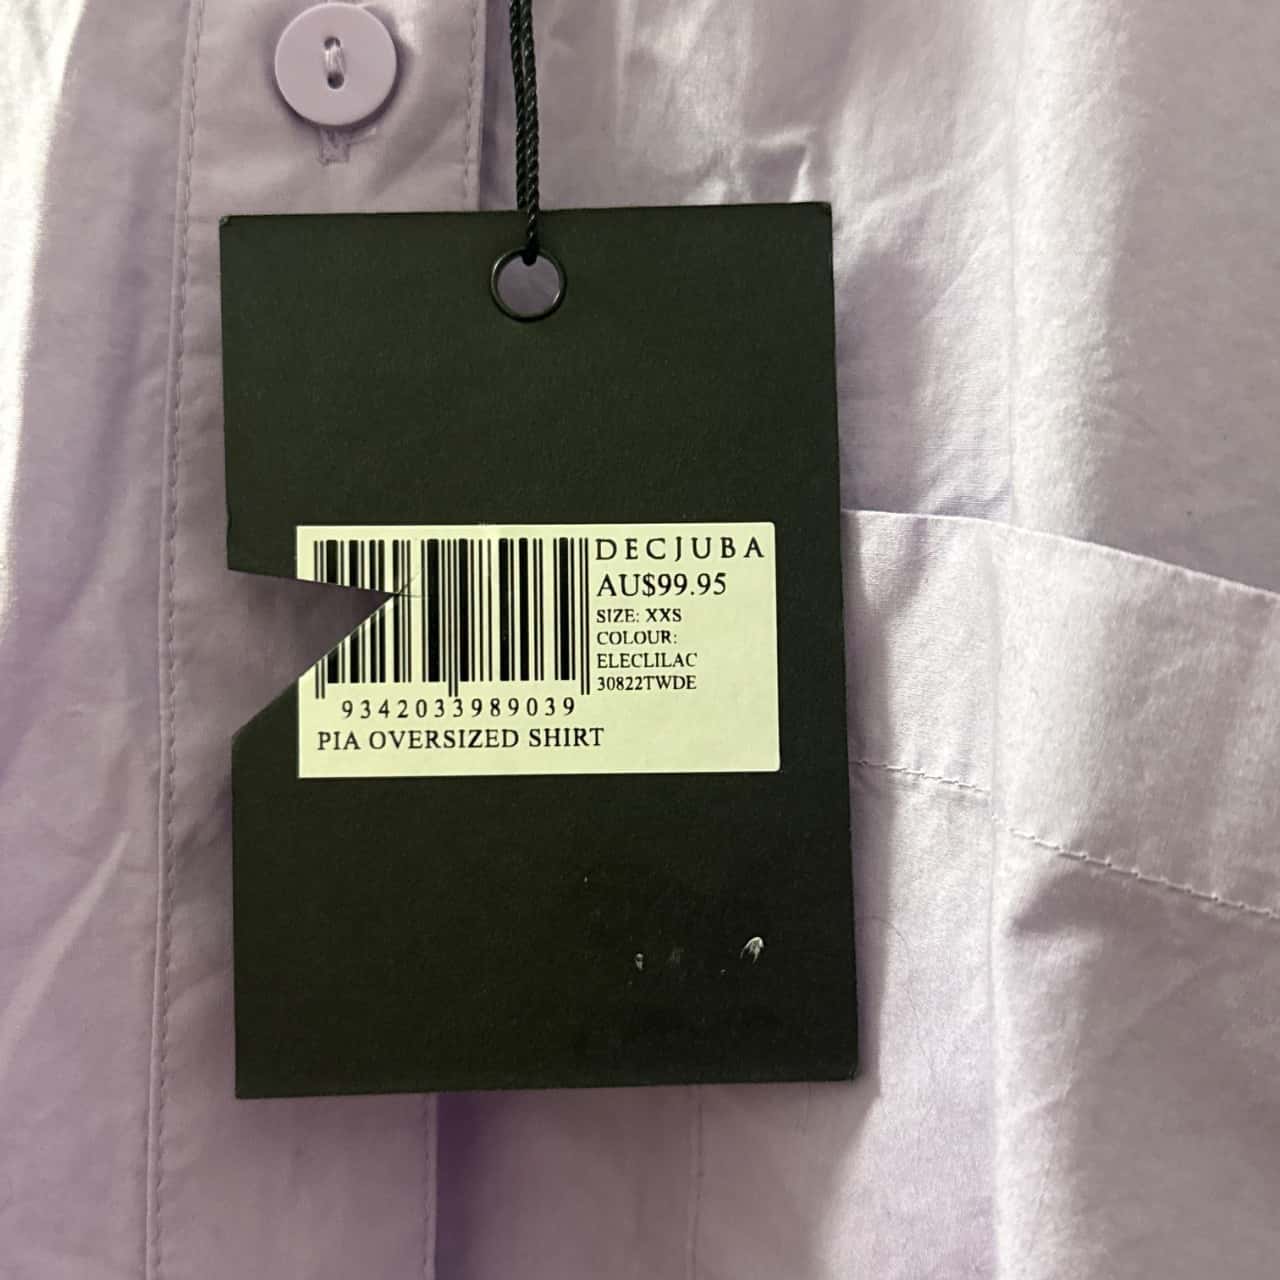 DECJUBA
AU$99.95
SIZE: XXS
COLOUR:
ELECLILAC
30822TWDE
9342033989039
PIA OVERSIZED SHIRT